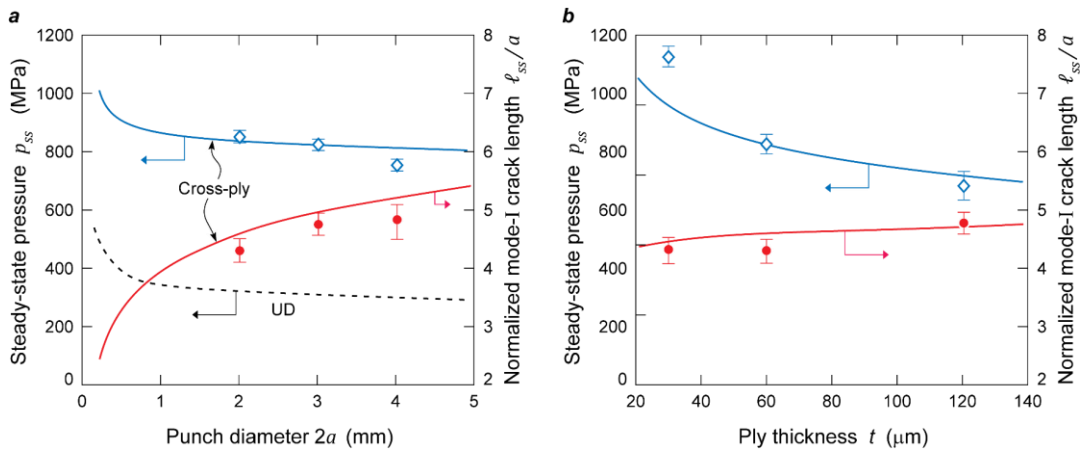 a
b
1200
1000
800
600
400
200
0
Steady-state pressure p_ss (MPa)
8
7
6
5
4
3
2
Normalized mode-I crack length ℓ_ss/a
Cross-ply
UD
0 1 2 3 4 5
Punch diameter 2a (mm)
1200
1000
800
600
400
200
0
Steady-state pressure p_ss (MPa)
8
7
6
5
4
3
2
Normalized mode-I crack length ℓ_ss/a
20 40 60 80 100 120 140
Ply thickness t (μm)